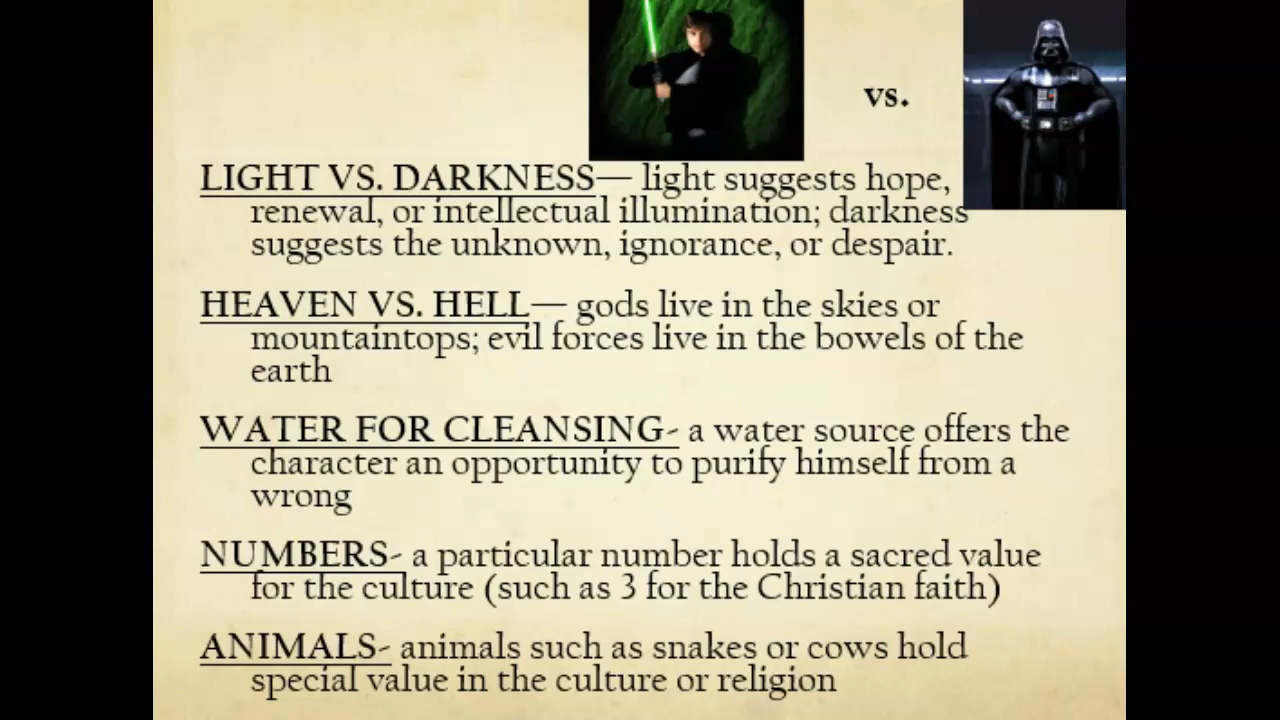 vs.
LIGHT VS. DARKNESS— light suggests hope,
renewal, or intellectual illumination; darkness
suggests the unknown, ignorance, or despair.
HEAVEN VS. HELL— gods live in the skies or
mountaintops; evil forces live in the bowels of the
earth
WATER FOR CLEANSING- a water source offers the
character an opportunity to purify himself from a
wrong
NUMBERS- a particular number holds a sacred value
for the culture (such as 3 for the Christian faith)
ANIMALS- animals such as snakes or cows hold
special value in the culture or religion